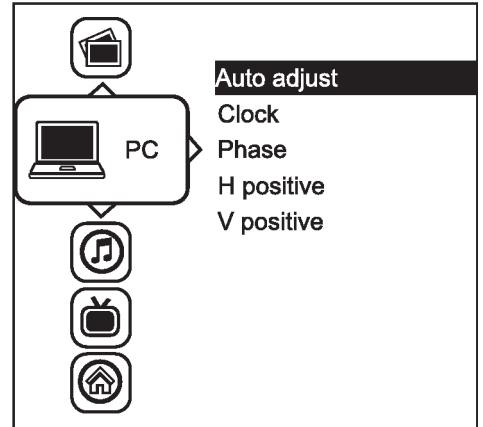 Auto adjust
PC
Clock
Phase
H positive
V positive